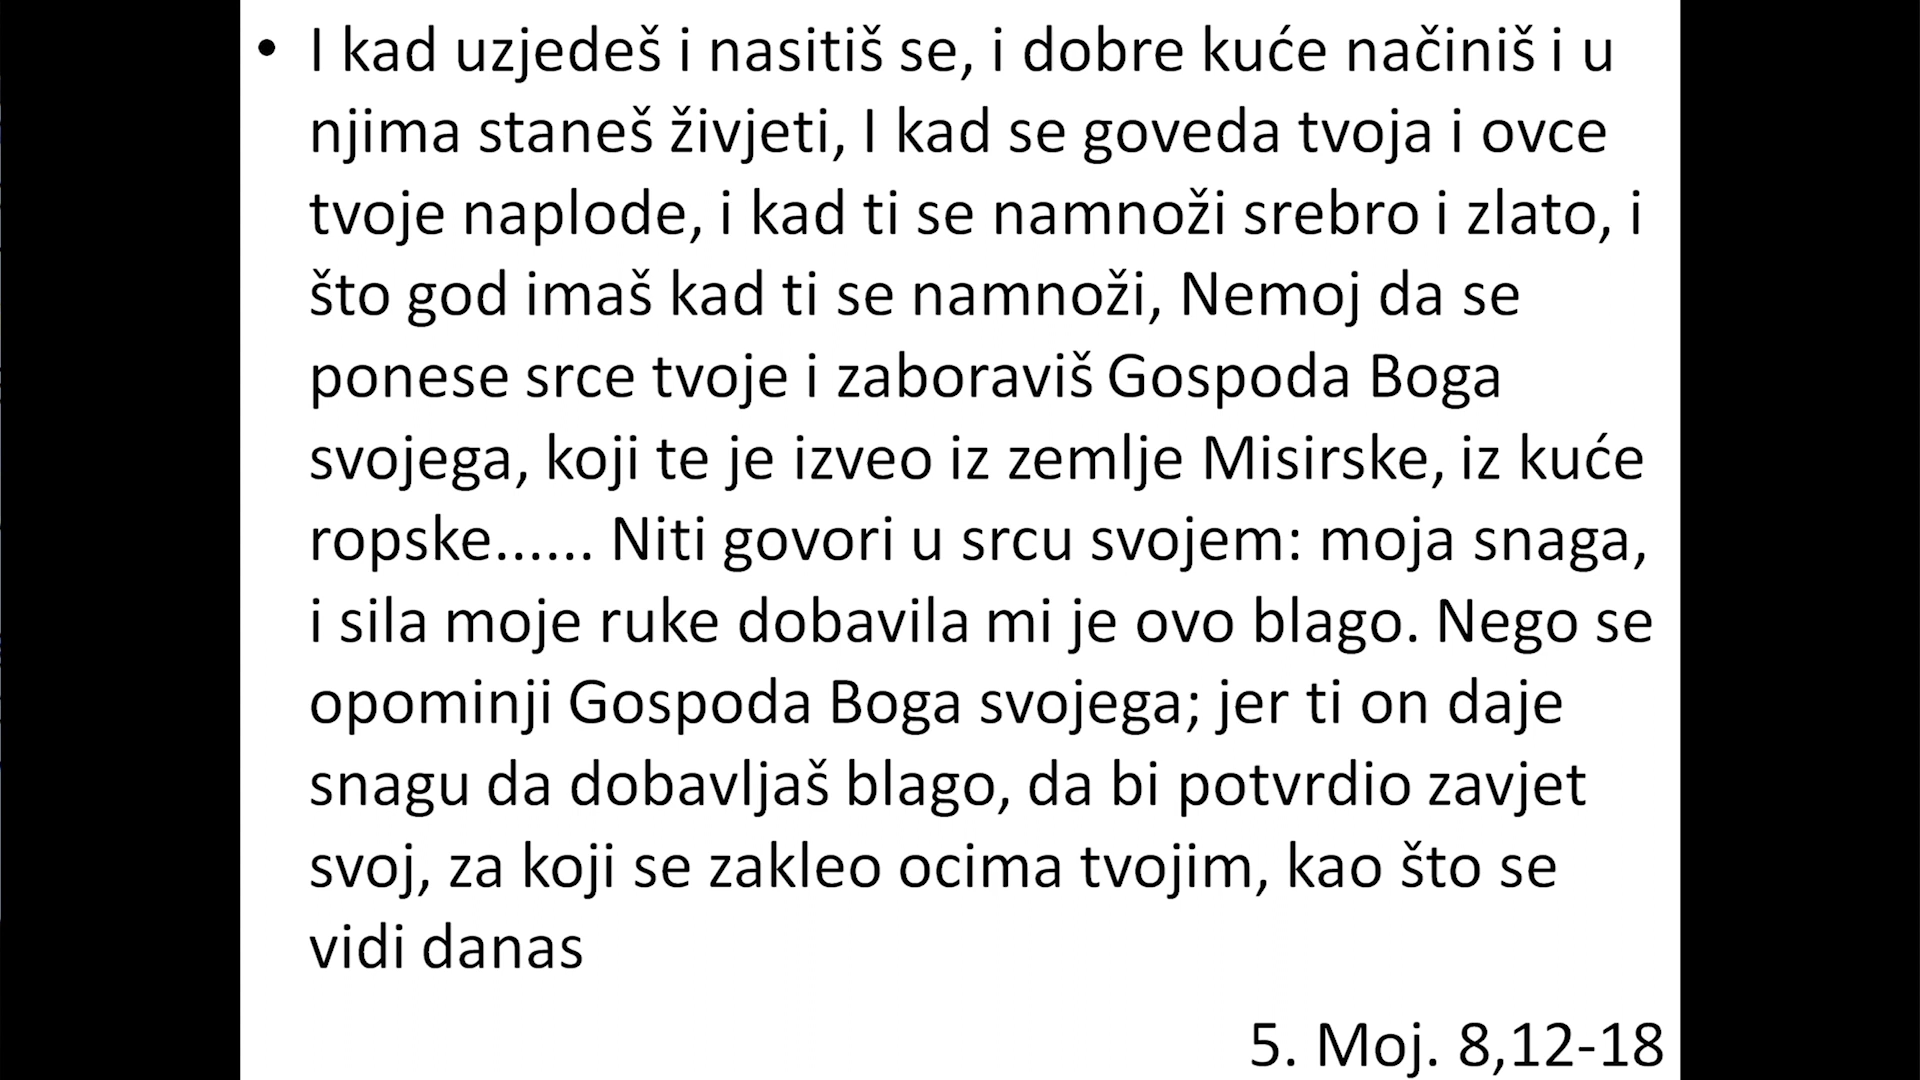 • I kad uzjedeš i nasitiš se, i dobre kuće načiniš i u
njima staneš živjeti, I kad se goveda tvoja i ovce
tvoje naplode, i kad ti se namnoži srebro i zlato, i
što god imaš kad ti se namnoži, Nemoj da se
ponese srce tvoje i zaboraviš Gospoda Boga
svojega, koji te je izveo iz zemlje Misirske, iz kuće
ropske...... Niti govori u srcu svojem: moja snaga,
i sila moje ruke dobavila mi je ovo blago. Nego se
opominji Gospoda Boga svojega; jer ti on daje
snagu da dobavljaš blago, da bi potvrdio zavjet
svoj, za koji se zakleo ocima tvojim, kao što se
vidi danas
5. Moj. 8,12-18